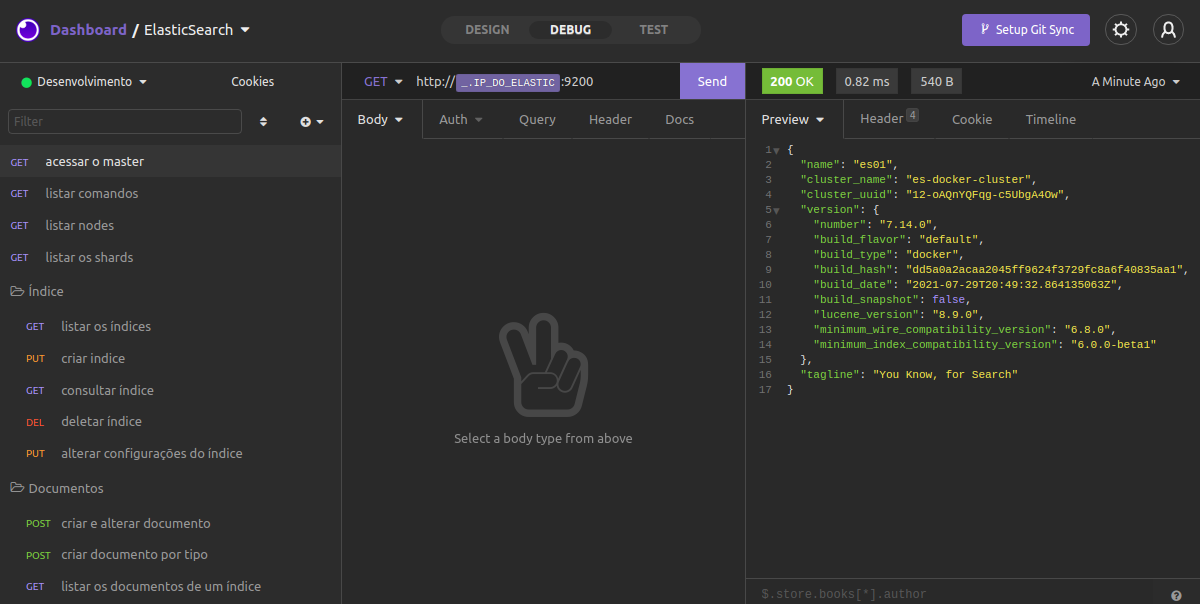 Dashboard / ElasticSearch
DESIGN DEBUG TEST
Setup Git Sync
Desenvolvimento Cookies
Filter
GET acessar o master
GET listar comandos
GET listar nodes
GET listar os shards
Índice
GET listar os índices
PUT criar indice
GET consultar índice
DEL deletar índice
PUT alterar configurações do índice
Documentos
POST criar e alterar documento
POST criar documento por tipo
GET listar os documentos de um índice
GET http://_.IP_DO_ELASTIC:9200 Send
Body Auth Query Header Docs
Select a body type from above
200 OK 0.82 ms 540 B A Minute Ago
Preview Header 4 Cookie Timeline
1 {
2 "name": "es01",
3 "cluster_name": "es-docker-cluster",
4 "cluster_uuid": "12-oAQnYQFqg-c5UbgA4Ow",
5 "version": {
6 "number": "7.14.0",
7 "build_flavor": "default",
8 "build_type": "docker",
9 "build_hash": "dd5a0a2acaa2045ff9624f3729fc8a6f40835aa1",
10 "build_date": "2021-07-29T20:49:32.864135063Z",
11 "build_snapshot": false,
12 "lucene_version": "8.9.0",
13 "minimum_wire_compatibility_version": "6.8.0",
14 "minimum_index_compatibility_version": "6.0.0-beta1"
15 },
16 "tagline": "You Know, for Search"
17 }
$.store.books[*].author